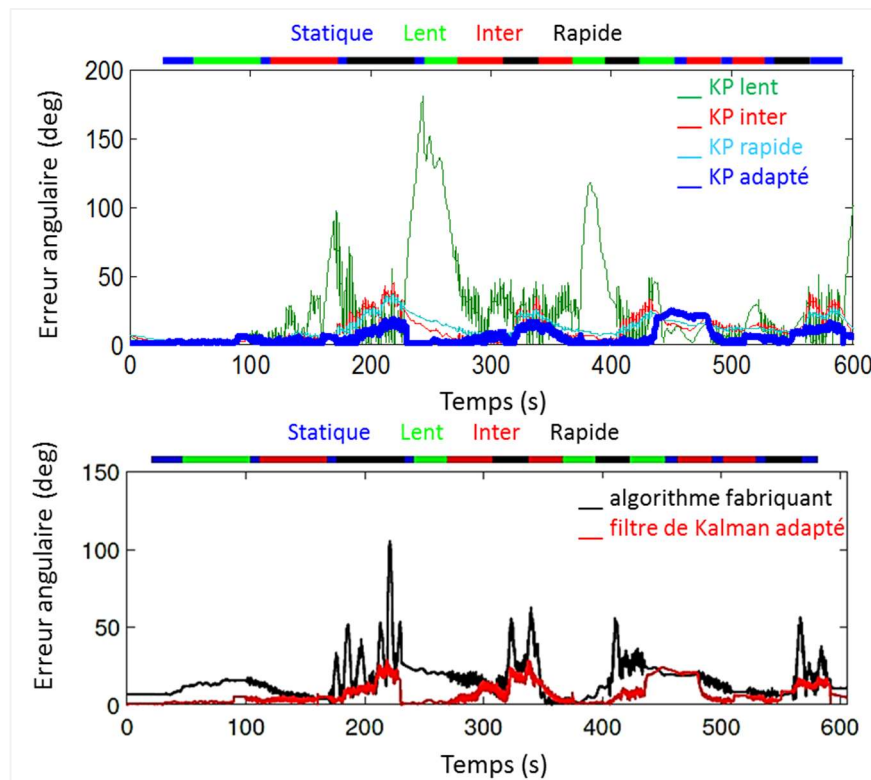 Statique Lent Inter Rapide
200
150
100
50
0
Erreur angulaire (deg)
KP lent
KP inter
KP rapide
KP adapté
0 100 200 300 400 500 600
Temps (s)
Statique Lent Inter Rapide
150
100
50
0
Erreur angulaire (deg)
algorithme fabriquant
filtre de Kalman adapté
0 100 200 300 400 500 600
Temps (s)